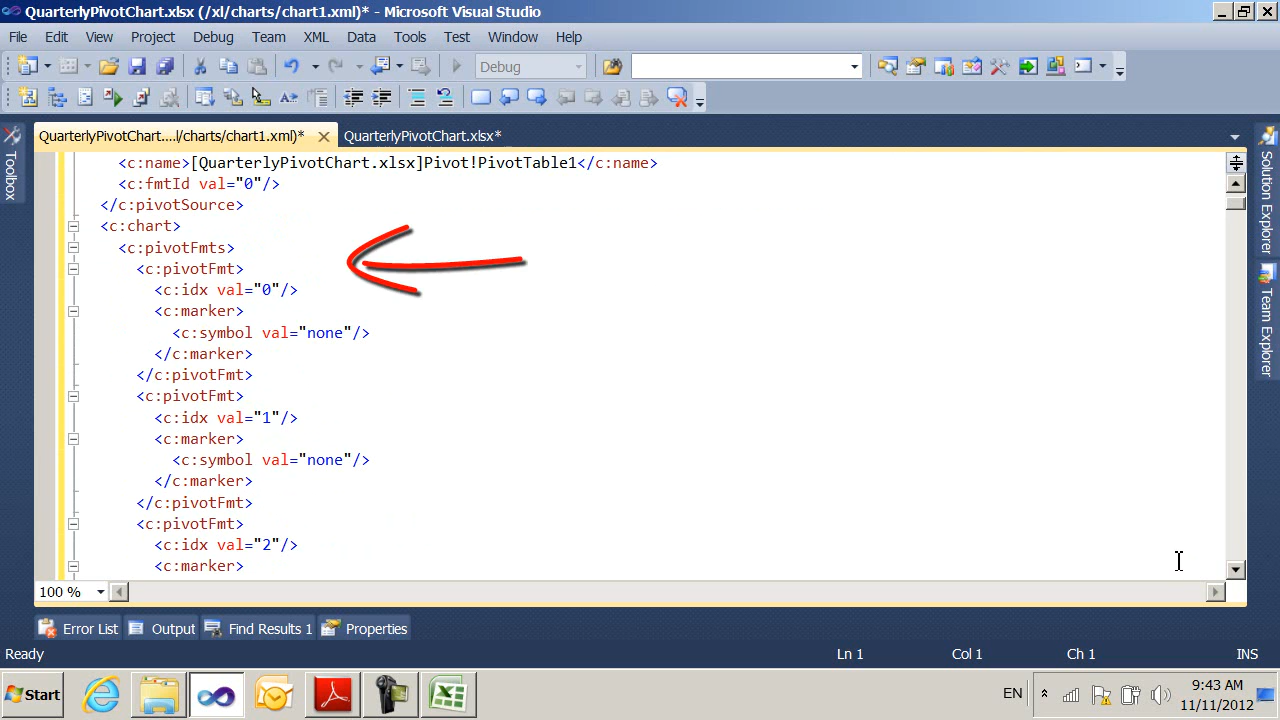 QuarterlyPivotChart.xlsx (/xl/charts/chart1.xml)* - Microsoft Visual Studio
File Edit View Project Debug Team XML Data Tools Test Window Help
Debug
QuarterlyPivotChart....l/charts/chart1.xml)* QuarterlyPivotChart.xlsx*
Toolbox
<c:name>[QuarterlyPivotChart.xlsx]Pivot!PivotTable1</c:name>
<c:fmtId val="0"/>
</c:pivotSource>
<c:chart>
<c:pivotFmts>
<c:pivotFmt>
<c:idx val="0"/>
<c:marker>
<c:symbol val="none"/>
</c:marker>
</c:pivotFmt>
<c:pivotFmt>
<c:idx val="1"/>
<c:marker>
<c:symbol val="none"/>
</c:marker>
</c:pivotFmt>
<c:pivotFmt>
<c:idx val="2"/>
<c:marker>
Solution Explorer
Team Explorer
100 %
Error List Output Find Results 1 Properties
Ready Ln 1 Col 1 Ch 1 INS
Start EN 9:43 AM
11/11/2012